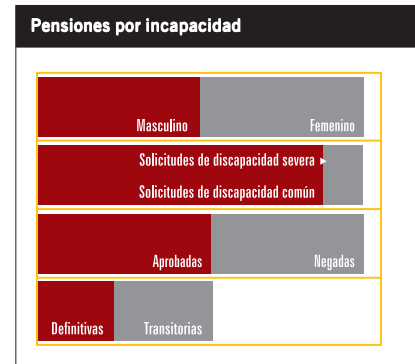 Pensiones por incapacidad
Masculino Femenino
Solicitudes de discapacidad severa ▸
Solicitudes de discapacidad común
Aprobadas Negadas
Definitivas Transitorias